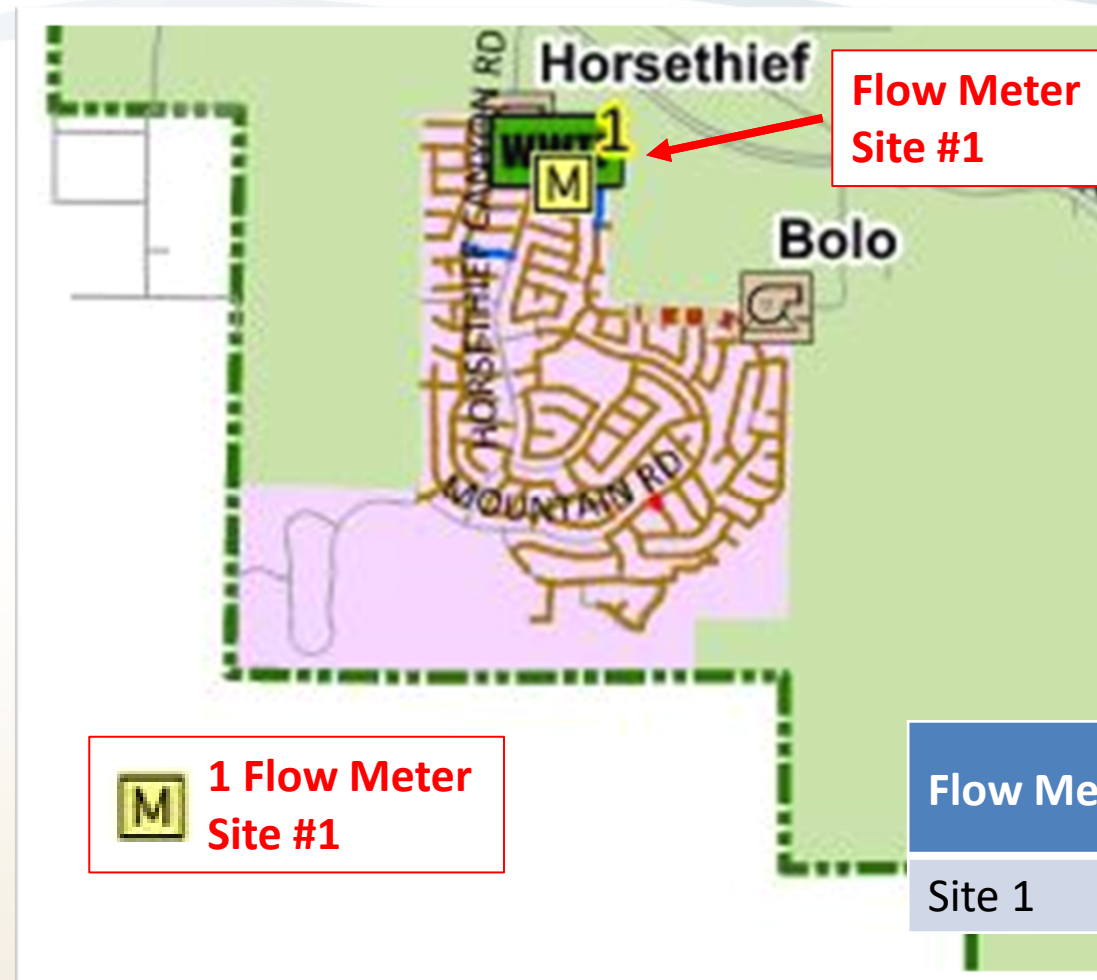 Horsethief
Flow Meter
Site #1
1
M
HORSETHIEF CANYON RD
Bolo
MOUNTAIN RD
M
1 Flow Meter
Site #1
Flow Me
Site 1